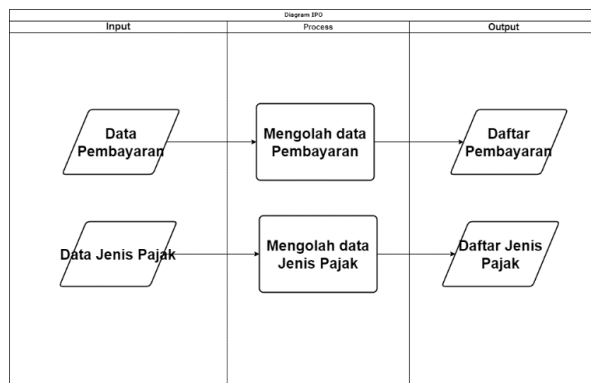 Diagram IPO
Input
Process
Output
Data
Pembayaran
Mengolah data
Pembayaran
Daftar
Pembayaran
Data Jenis Pajak
Mengolah data
Jenis Pajak
Daftar Jenis
Pajak